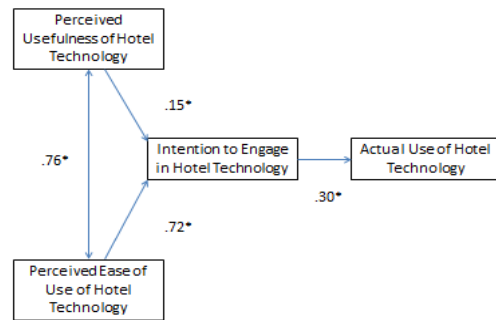 Perceived
Usefulness of Hotel
Technology
.15*
.76*
Intention to Engage
in Hotel Technology
Actual Use of Hotel
Technology
.30*
.72*
Perceived Ease of
Use of Hotel
Technology